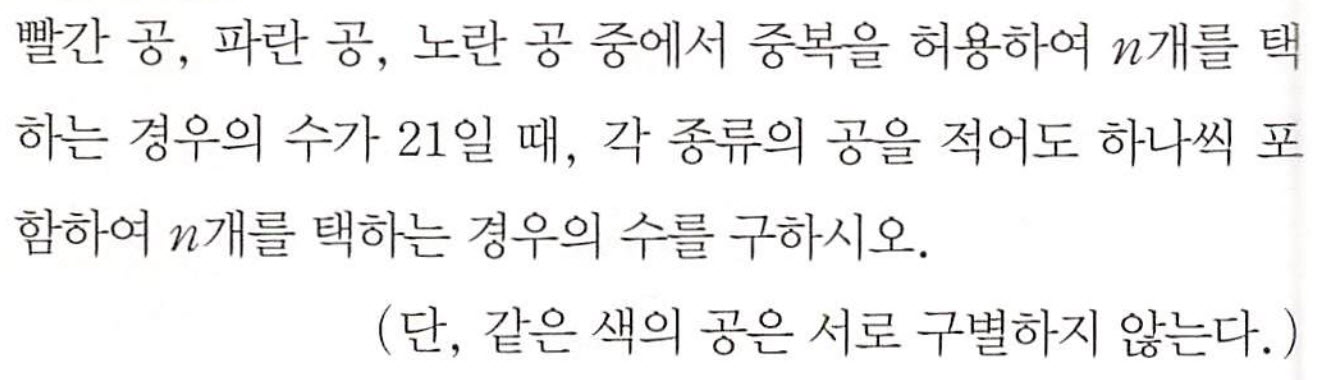 빨간 공, 파란 공, 노란 공 중에서 중복을 허용하여 n개를 택
하는 경우의 수가 21일 때, 각 종류의 공을 적어도 하나씩 포
함하여 n개를 택하는 경우의 수를 구하시오.
(단, 같은 색의 공은 서로 구별하지 않는다.)